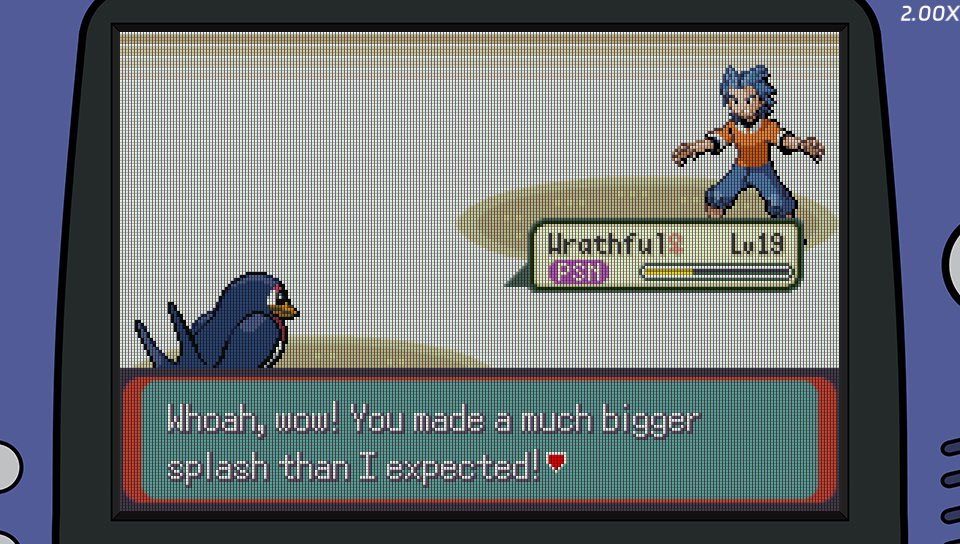 2.00X
Wrathful♀ Lv19
PSN
Whoah, wow! You made a much bigger
splash than I expected!♥